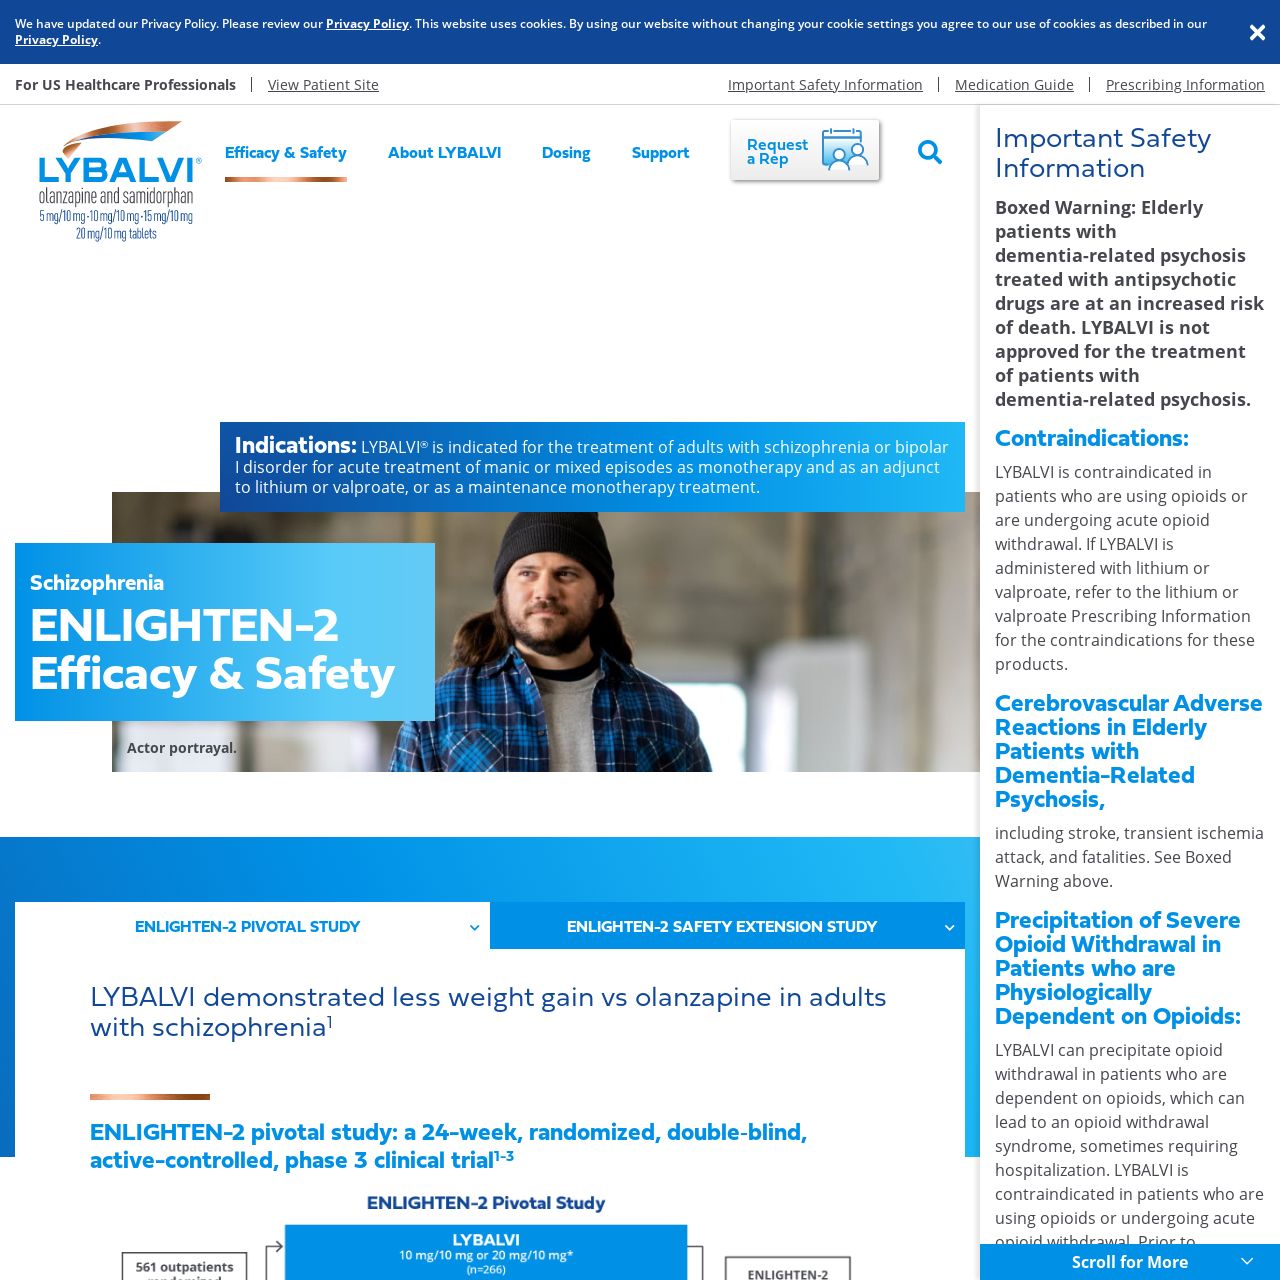 We have updated our Privacy Policy. Please review our Privacy Policy. This website uses cookies. By using our website without changing your cookie settings you agree to our use of cookies as described in our
Privacy Policy.
For US Healthcare Professionals
View Patient Site
Important Safety Information
Medication Guide
Prescribing Information
LYBALVI®
olanzapine and samidorphan
5 mg/10 mg · 10 mg/10 mg · 15 mg/10 mg
20 mg/10 mg tablets
Efficacy & Safety
About LYBALVI
Dosing
Support
Request
a Rep
Indications: LYBALVI® is indicated for the treatment of adults with schizophrenia or bipolar
I disorder for acute treatment of manic or mixed episodes as monotherapy and as an adjunct
to lithium or valproate, or as a maintenance monotherapy treatment.
Schizophrenia
ENLIGHTEN-2
Efficacy & Safety
Actor portrayal.
ENLIGHTEN-2 PIVOTAL STUDY
ENLIGHTEN-2 SAFETY EXTENSION STUDY
LYBALVI demonstrated less weight gain vs olanzapine in adults
with schizophrenia1
ENLIGHTEN-2 pivotal study: a 24-week, randomized, double-blind,
active-controlled, phase 3 clinical trial1-3
ENLIGHTEN-2 Pivotal Study
LYBALVI
10 mg/10 mg or 20 mg/10 mg*
(n=266)
561 outpatients
randomized
ENLIGHTEN-2
Important Safety
Information
Boxed Warning: Elderly
patients with
dementia-related psychosis
treated with antipsychotic
drugs are at an increased risk
of death. LYBALVI is not
approved for the treatment
of patients with
dementia-related psychosis.
Contraindications:
LYBALVI is contraindicated in
patients who are using opioids or
are undergoing acute opioid
withdrawal. If LYBALVI is
administered with lithium or
valproate, refer to the lithium or
valproate Prescribing Information
for the contraindications for these
products.
Cerebrovascular Adverse
Reactions in Elderly
Patients with
Dementia-Related
Psychosis,
including stroke, transient ischemia
attack, and fatalities. See Boxed
Warning above.
Precipitation of Severe
Opioid Withdrawal in
Patients who are
Physiologically
Dependent on Opioids:
LYBALVI can precipitate opioid
withdrawal in patients who are
dependent on opioids, which can
lead to an opioid withdrawal
syndrome, sometimes requiring
hospitalization. LYBALVI is
contraindicated in patients who are
using opioids or undergoing acute
opioid withdrawal. Prior to
Scroll for More